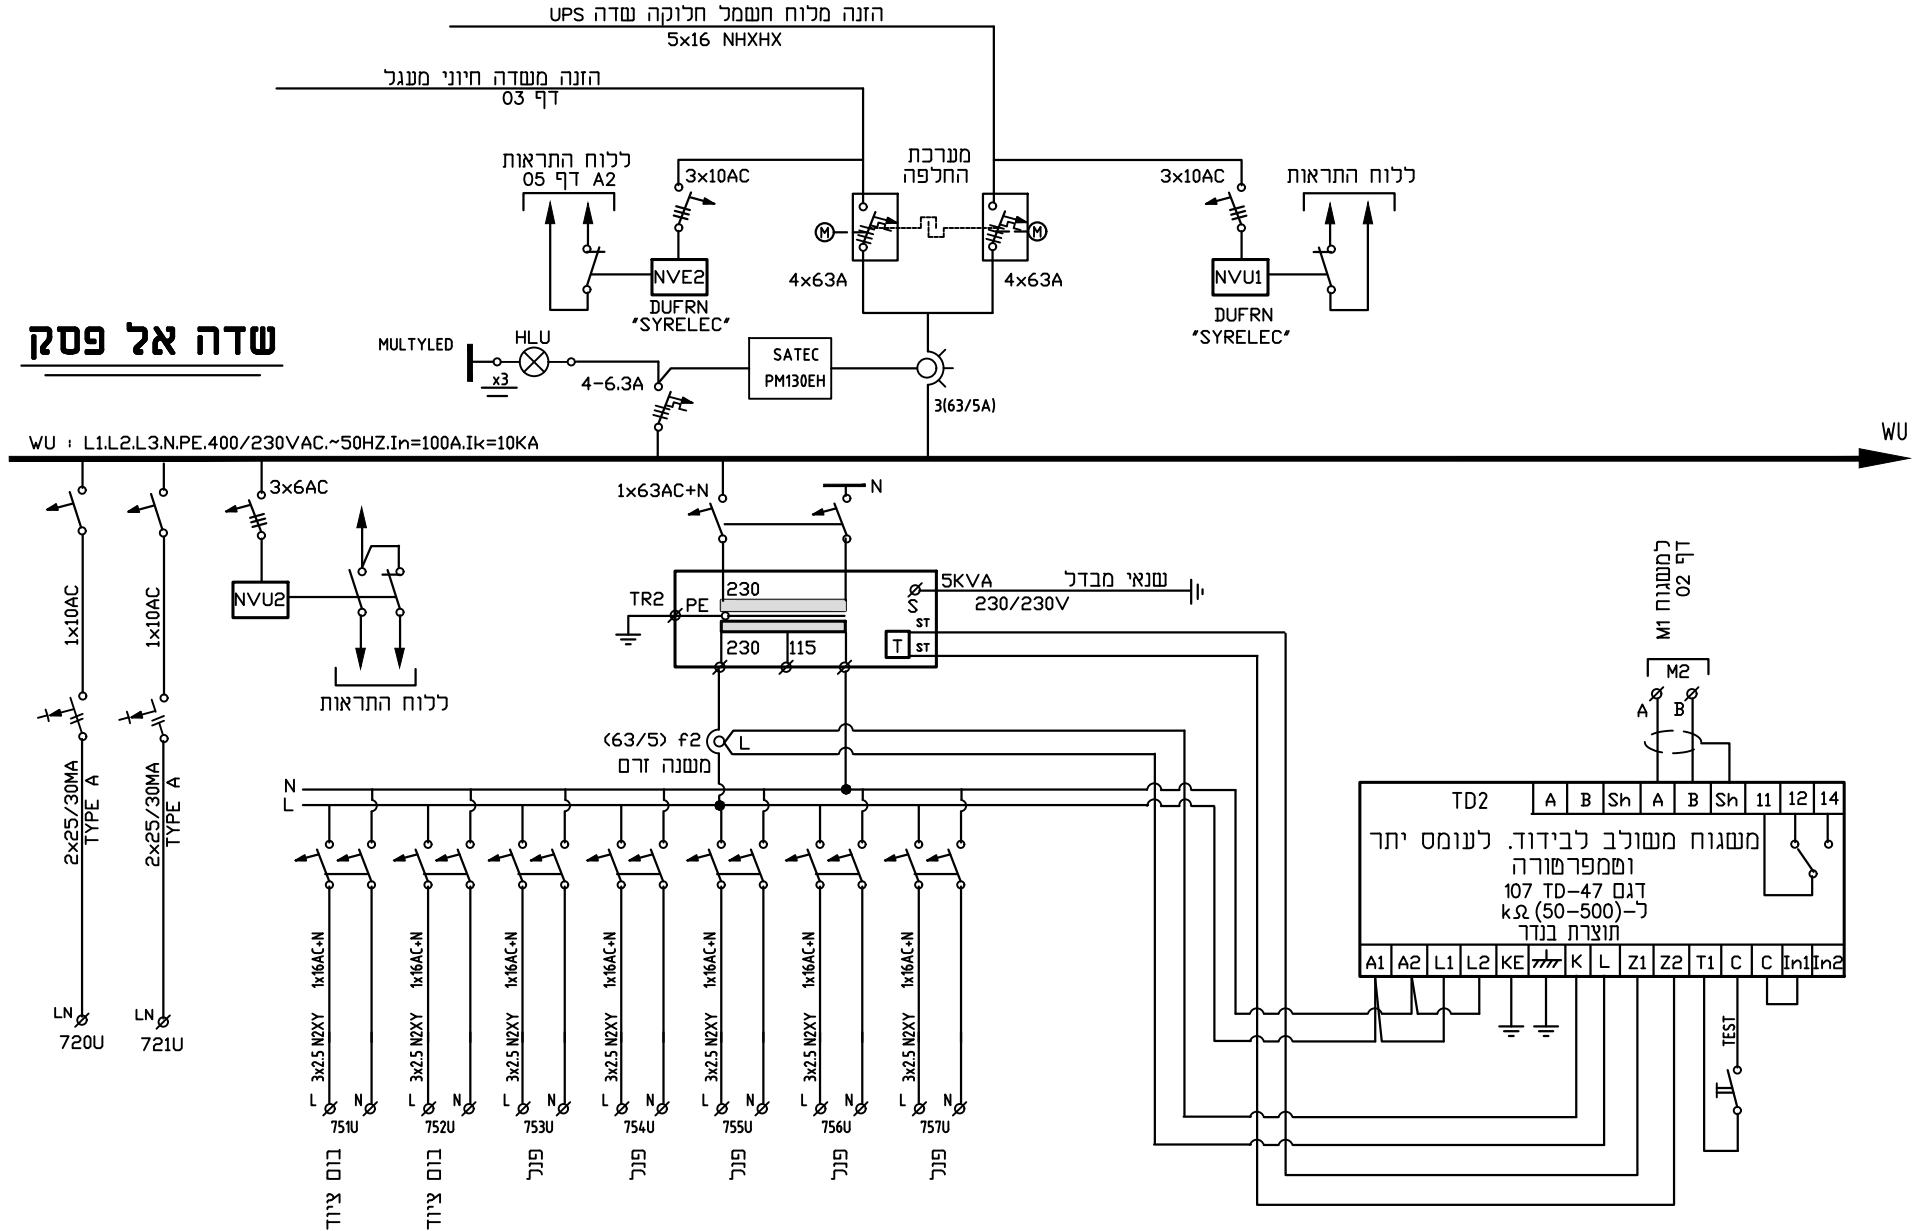 הזנה מלוח חשמל חלוקה שדה UPS
5x16 NHXHX
הזנה משדה חיוני מעגל
דף 03
ללוח התראות
A2 דף 05
3x10AC
מערכת
החלפה
3x10AC
ללוח התראות
M
M
NVE2
4x63A
4x63A
NVU1
DUFRN
"SYRELEC"
DUFRN
"SYRELEC"
שדה אל פסק
MULTYLED
HLU
x3
4-6.3A
SATEC
PM130EH
3(63/5A)
WU : L1.L2.L3.N.PE.400/230VAC.~50HZ.In=100A.Ik=10KA
WU
3x6AC
1x63AC+N
N
1x10AC
1x10AC
NVU2
ללוח התראות
TR2
PE
230
230
115
S
5KVA
שנאי מבדל
230/230V
ST
T
ST
למשגוח M1
דף 02
M2
A
B
(63/5) f2
L
משנה זרם
2x25/30MA
TYPE A
2x25/30MA
TYPE A
N
L
TD2
A
B
Sh
A
B
Sh
11
12
14
משגוח משולב לבידוד. לעומס יתר
וטמפרטורה
דגם 107 TD-47
ל-(50-500) kΩ
תוצרת בנדר
A1
A2
L1
L2
KE
K
L
Z1
Z2
T1
C
C
In1
In2
TEST
LN
720U
LN
721U
1x16AC+N
1x16AC+N
1x16AC+N
1x16AC+N
1x16AC+N
1x16AC+N
1x16AC+N
3x2.5 N2XY
3x2.5 N2XY
3x2.5 N2XY
3x2.5 N2XY
3x2.5 N2XY
3x2.5 N2XY
3x2.5 N2XY
L N
L N
L N
L N
L N
L N
L N
751U
752U
753U
754U
755U
756U
757U
בום ציוד
בום ציוד
פנל
פנל
פנל
פנל
פנל